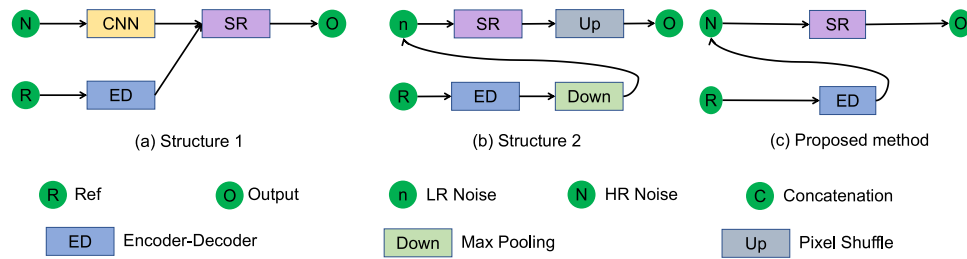 N CNN SR O
R ED
(a) Structure 1
n SR Up O
R ED Down
(b) Structure 2
N SR O
R ED
(c) Proposed method
R Ref O Output n LR Noise N HR Noise C Concatenation
ED Encoder-Decoder Down Max Pooling Up Pixel Shuffle